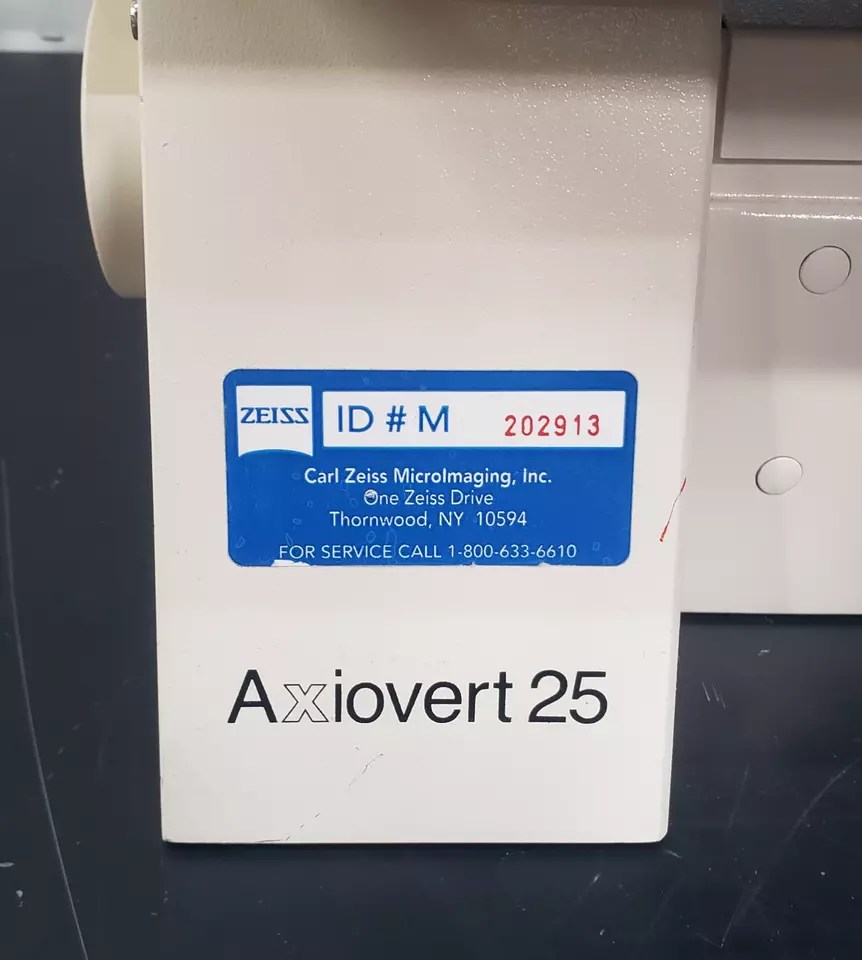 ZEISS
ID # M 202913
Carl Zeiss MicroImaging, Inc.
One Zeiss Drive
Thornwood, NY 10594
FOR SERVICE CALL 1-800-633-6610
Axiovert 25